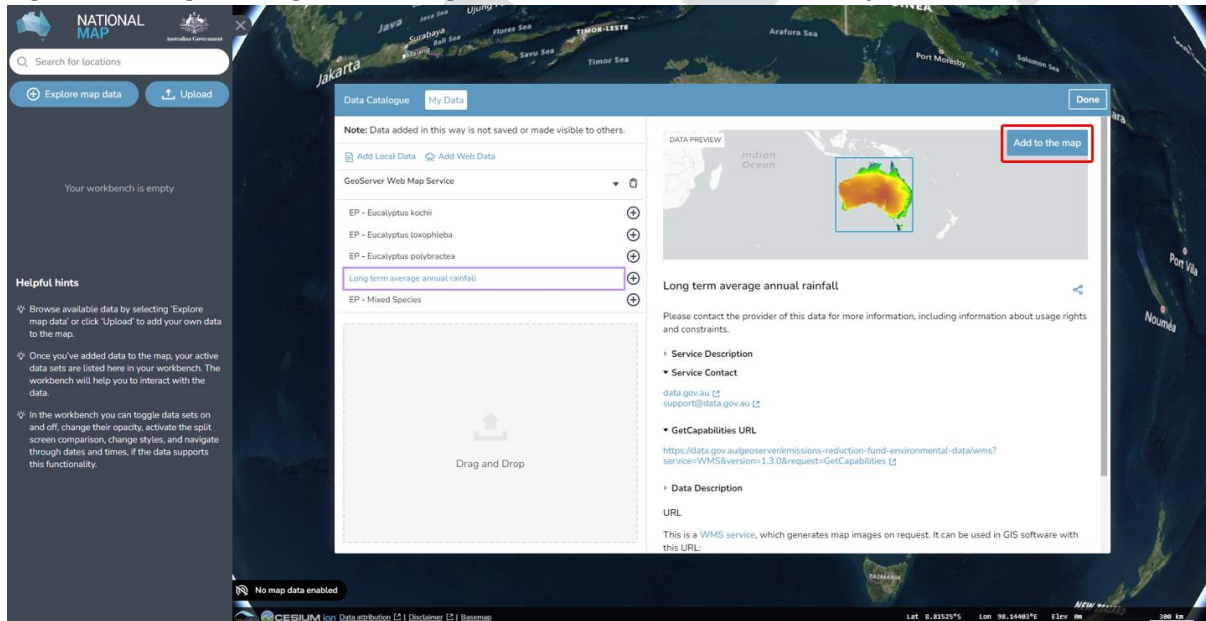 NATIONAL
MAP
Australian Government
Search for locations
Explore map data
Upload
Your workbench is empty
Helpful hints
Browse available data by selecting 'Explore
map data' or click 'Upload' to add your own data
to the map.
Once you've added data to the map, your active
data sets are listed here in your workbench. The
workbench will help you to interact with the
data.
In the workbench you can toggle data sets on
and off, change their opacity, activate the split
screen comparison, change styles, and navigate
through dates and times, if the data supports
this functionality.
Java
Java Sea
Surabaya
Bali Sea
Malang
Flores Sea
TIMOR-LESTE
Savu Sea
Timor Sea
Jakarta
Arafura Sea
Port Moresby
Solomon Sea
Data Catalogue
My Data
Done
Note: Data added in this way is not saved or made visible to others.
Add Local Data
Add Web Data
GeoServer Web Map Service
EP - Eucalyptus kochii
EP - Eucalyptus loxophleba
EP - Eucalyptus polybractea
Long term average annual rainfall
EP - Mixed Species
Drag and Drop
DATA PREVIEW
Indian
Ocean
Add to the map
Long term average annual rainfall
Please contact the provider of this data for more information, including information about usage rights
and constraints.
Service Description
Service Contact
data.gov.au
support@data.gov.au
GetCapabilities URL
https://data.gov.au/geoserver/emissions-reduction-fund-environmental-data/wms?
service=WMS&version=1.3.0&request=GetCapabilities
Data Description
URL
This is a WMS service, which generates map images on request. It can be used in GIS software with
this URL:
Port Vila
Nouméa
TASMANIA
No map data enabled
CESIUM ion Data attribution | Disclaimer | Basemap
Lat 8.81525°S Lon 98.14403°E Elev 0m
300 km